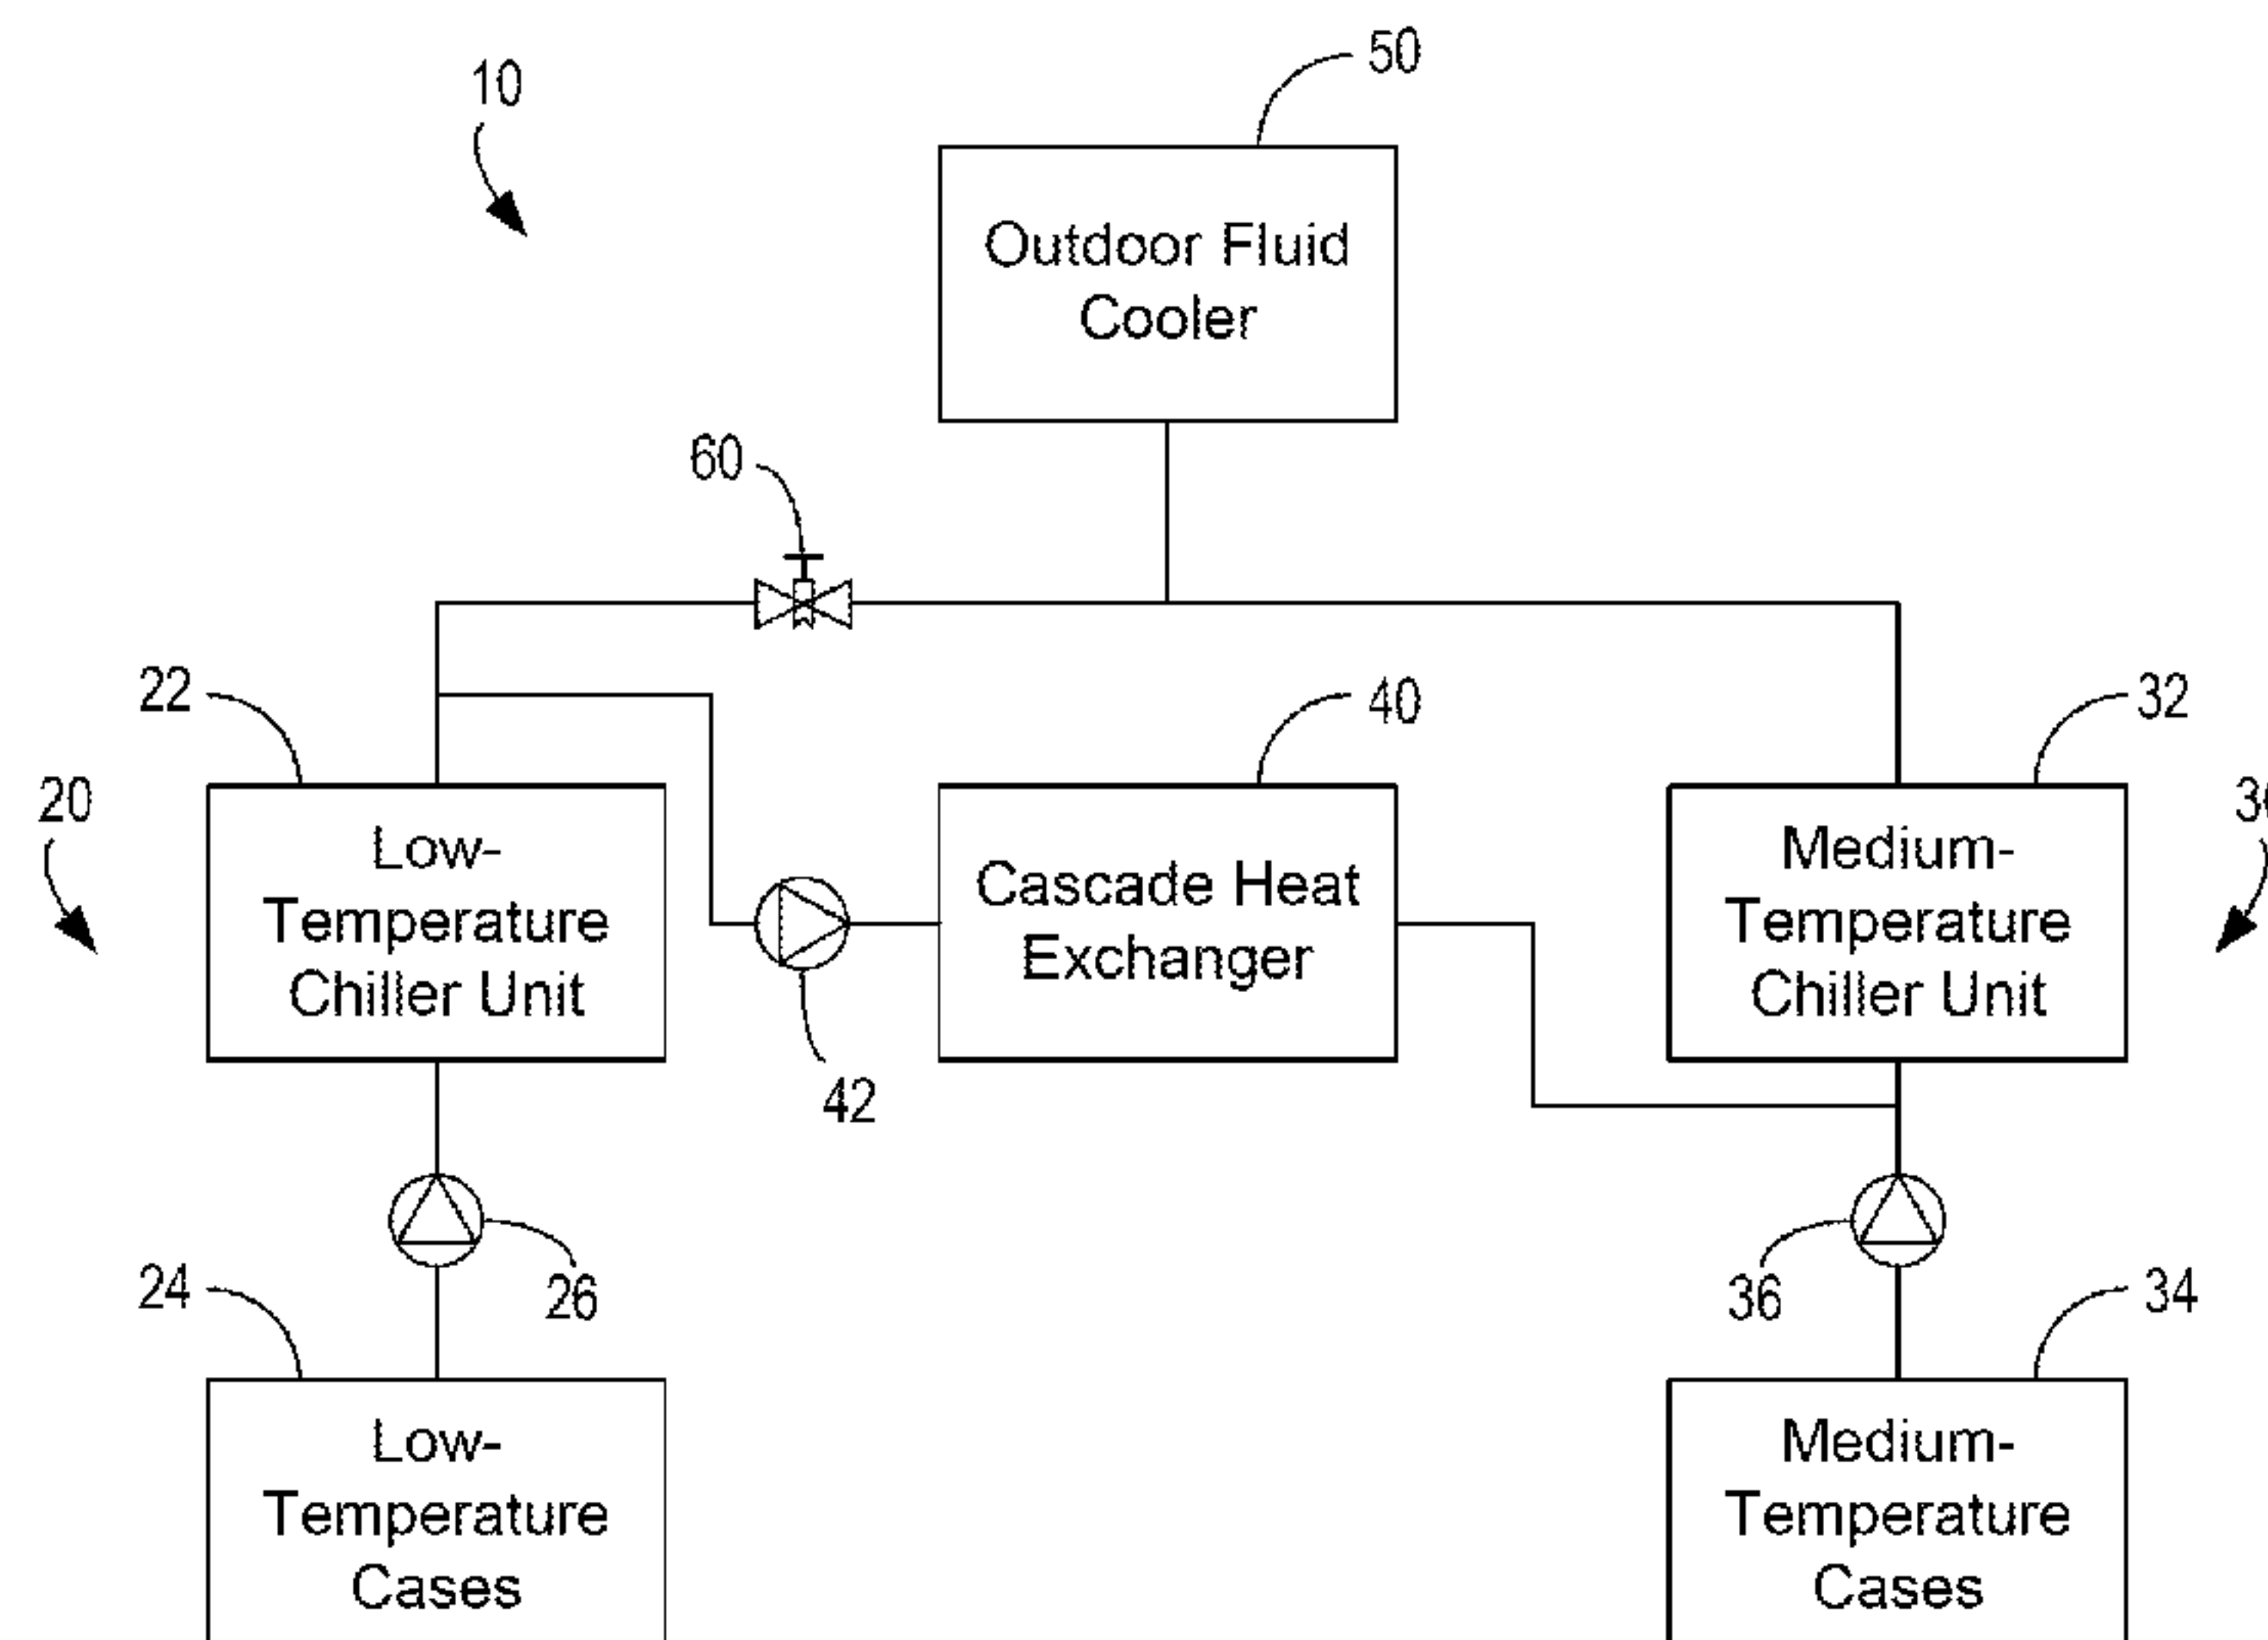 10
50
Outdoor Fluid
Cooler
60
22
40
32
20
Low-
Temperature
Chiller Unit
Cascade Heat
Exchanger
Medium-
Temperature
Chiller Unit
42
24
26
36
34
Low-
Temperature
Cases
Medium-
Temperature
Cases